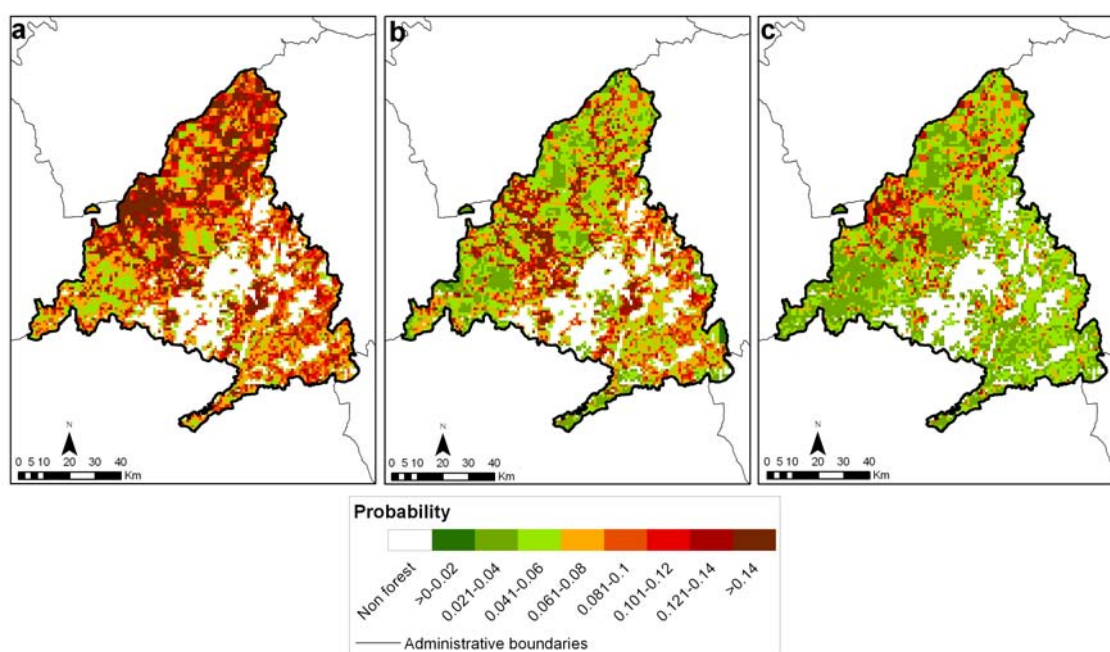 a
b
c
N
0 5 10 20 30 40
Km
N
0 5 10 20 30 40
Km
N
0 5 10 20 30 40
Km
Probability
Non forest
>0-0.02
0.021-0.04
0.041-0.06
0.061-0.08
0.081-0.1
0.101-0.12
0.121-0.14
>0.14
Administrative boundaries